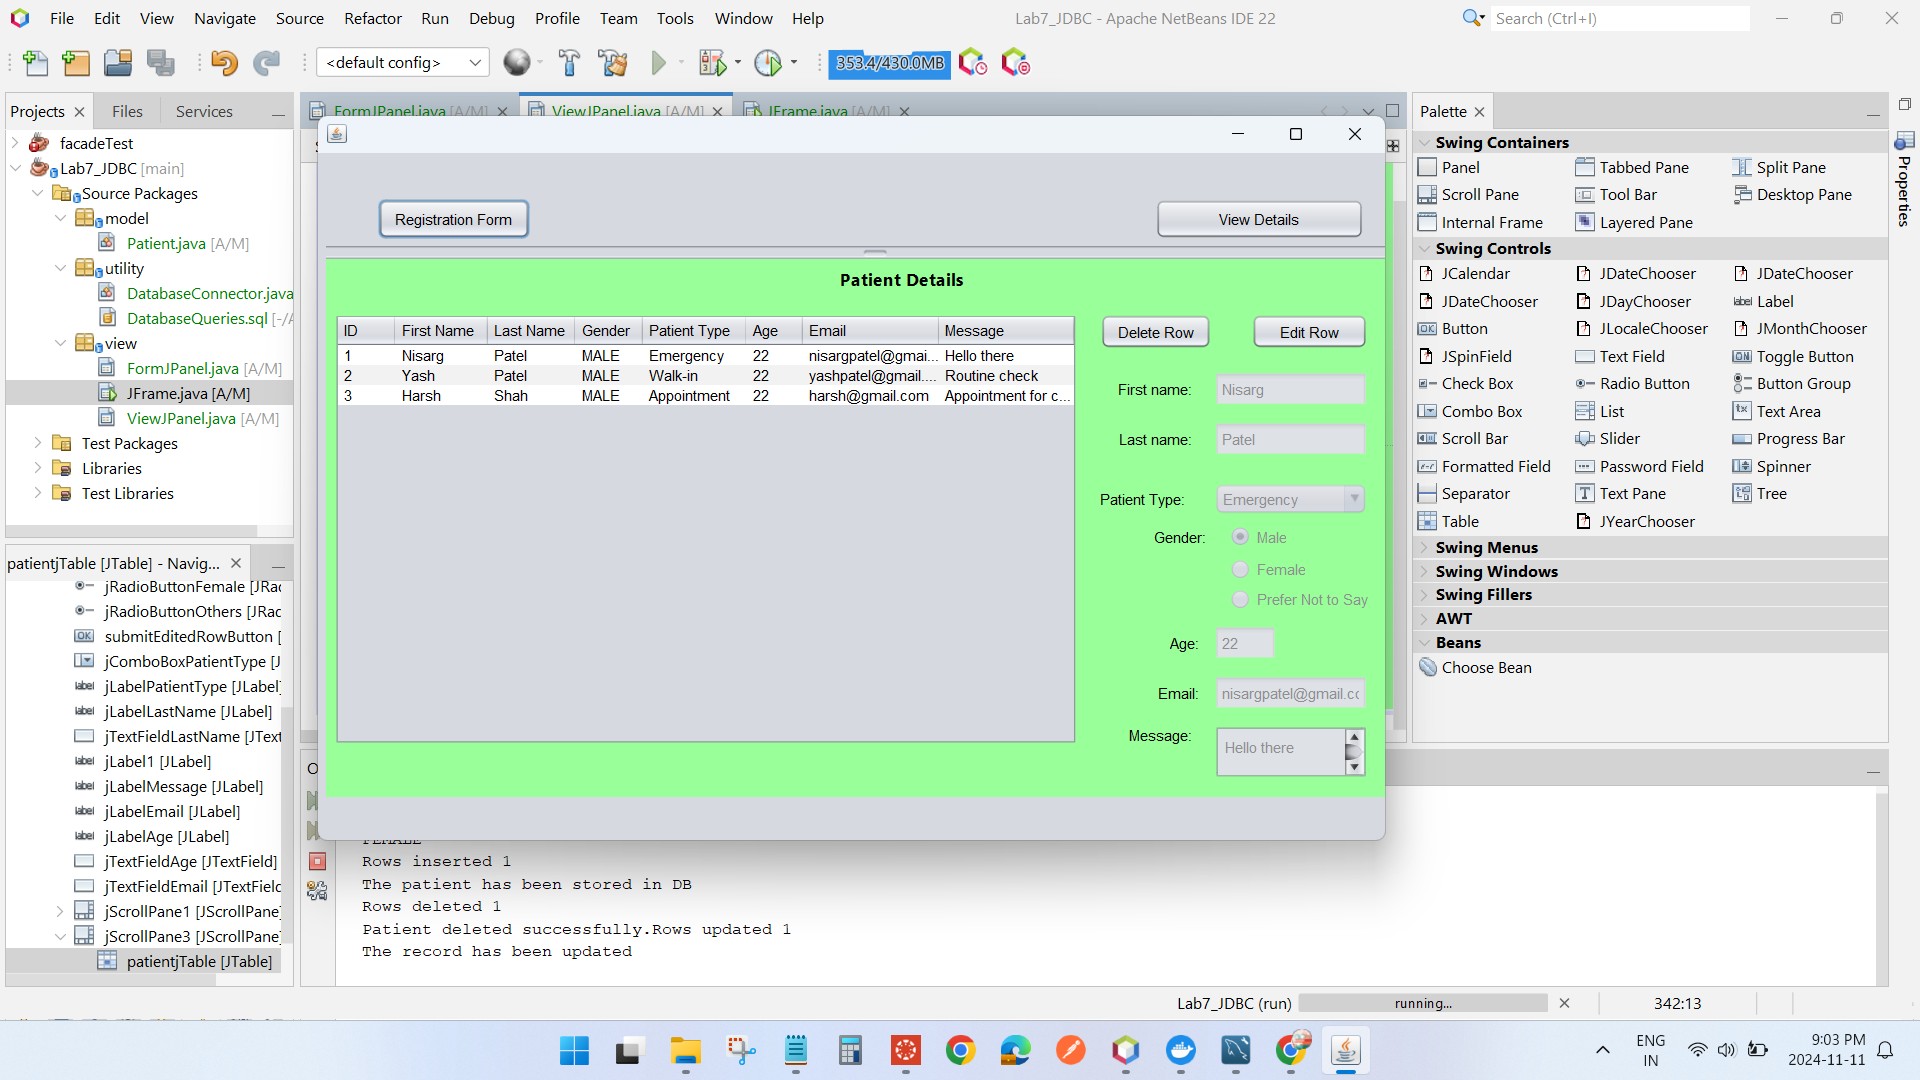 File Edit View Navigate Source Refactor Run Debug Profile Team Tools Window Help
Lab7_JDBC - Apache NetBeans IDE 22
Search (Ctrl+I)
<default config>
353.4/430.0MB
Projects
Files
Services
facadeTest
Lab7_JDBC [main]
Source Packages
model
Patient.java [A/M]
utility
DatabaseConnector.java
DatabaseQueries.sql [-/A
view
FormJPanel.java [A/M]
JFrame.java [A/M]
ViewJPanel.java [A/M]
Test Packages
Libraries
Test Libraries
patientjTable [JTable] - Navig...
jRadioButtonFemale [JRac
jRadioButtonOthers [JRac
submitEditedRowButton [
jComboBoxPatientType [J
jLabelPatientType [JLabel]
jLabelLastName [JLabel]
jTextFieldLastName [JText
jLabel1 [JLabel]
jLabelMessage [JLabel]
jLabelEmail [JLabel]
jLabelAge [JLabel]
jTextFieldAge [JTextField]
jTextFieldEmail [JTextFielc
jScrollPane1 [JScrollPane]
jScrollPane3 [JScrollPane]
patientjTable [JTable]
FormJPanel.java [A/M]
ViewJPanel.java [A/M]
JFrame.java [A/M]
Registration Form
View Details
Patient Details
ID First Name Last Name Gender Patient Type Age Email Message
1 Nisarg Patel MALE Emergency 22 nisargpatel@gmai... Hello there
2 Yash Patel MALE Walk-in 22 yashpatel@gmail.... Routine check
3 Harsh Shah MALE Appointment 22 harsh@gmail.com Appointment for c...
Delete Row
Edit Row
First name: Nisarg
Last name: Patel
Patient Type: Emergency
Gender: Male
Female
Prefer Not to Say
Age: 22
Email: nisargpatel@gmail.cc
Message: Hello there
FEMALE
Rows inserted 1
The patient has been stored in DB
Rows deleted 1
Patient deleted successfully.Rows updated 1
The record has been updated
Palette
Swing Containers
Panel Tabbed Pane Split Pane
Scroll Pane Tool Bar Desktop Pane
Internal Frame Layered Pane
Swing Controls
JCalendar JDateChooser JDateChooser
JDateChooser JDayChooser Label
Button JLocaleChooser JMonthChooser
JSpinField Text Field Toggle Button
Check Box Radio Button Button Group
Combo Box List Text Area
Scroll Bar Slider Progress Bar
Formatted Field Password Field Spinner
Separator Text Pane Tree
Table JYearChooser
Swing Menus
Swing Windows
Swing Fillers
AWT
Beans
Choose Bean
Properties
Lab7_JDBC (run)
running...
342:13
ENG
IN
9:03 PM
2024-11-11